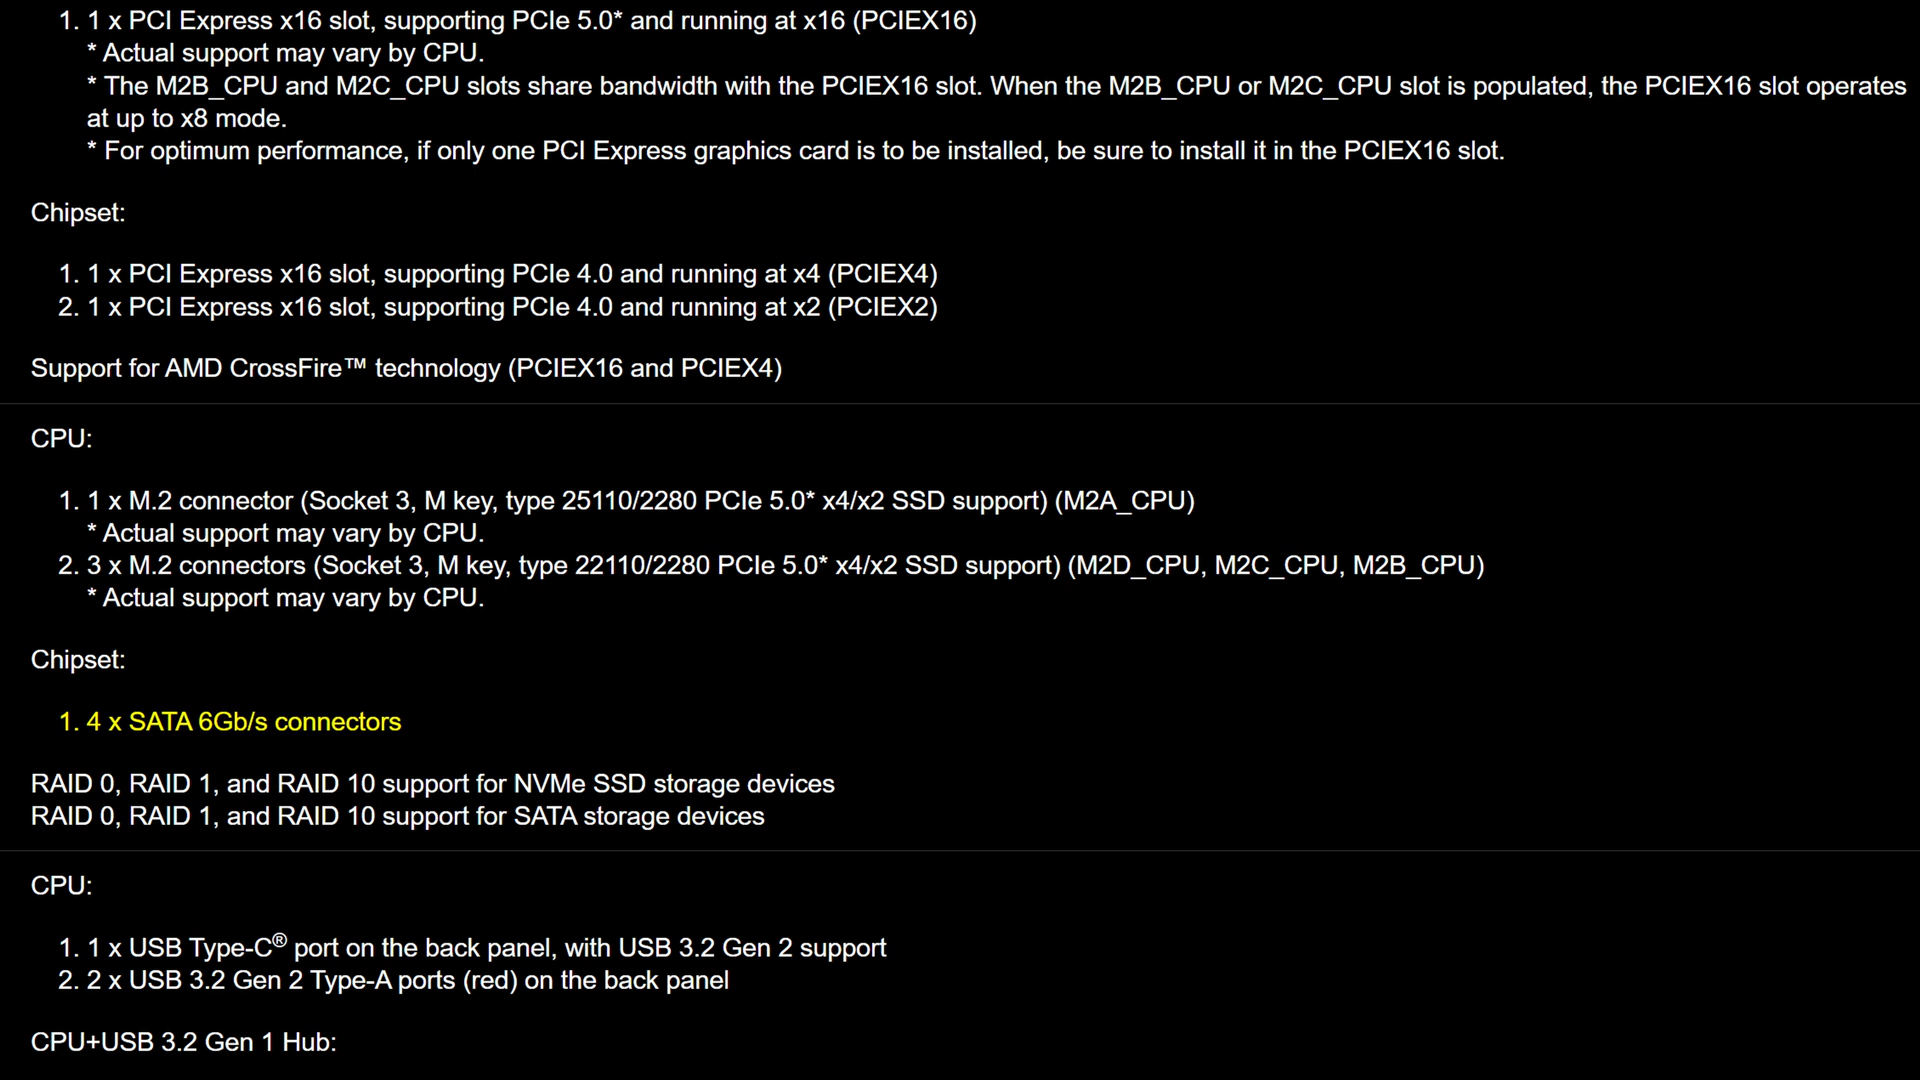 1. 1 x PCI Express x16 slot, supporting PCIe 5.0* and running at x16 (PCIEX16)
* Actual support may vary by CPU.
* The M2B_CPU and M2C_CPU slots share bandwidth with the PCIEX16 slot. When the M2B_CPU or M2C_CPU slot is populated, the PCIEX16 slot operates
at up to x8 mode.
* For optimum performance, if only one PCI Express graphics card is to be installed, be sure to install it in the PCIEX16 slot.
Chipset:
1. 1 x PCI Express x16 slot, supporting PCIe 4.0 and running at x4 (PCIEX4)
2. 1 x PCI Express x16 slot, supporting PCIe 4.0 and running at x2 (PCIEX2)
Support for AMD CrossFire™ technology (PCIEX16 and PCIEX4)
CPU:
1. 1 x M.2 connector (Socket 3, M key, type 25110/2280 PCIe 5.0* x4/x2 SSD support) (M2A_CPU)
* Actual support may vary by CPU.
2. 3 x M.2 connectors (Socket 3, M key, type 22110/2280 PCIe 5.0* x4/x2 SSD support) (M2D_CPU, M2C_CPU, M2B_CPU)
* Actual support may vary by CPU.
Chipset:
1. 4 x SATA 6Gb/s connectors
RAID 0, RAID 1, and RAID 10 support for NVMe SSD storage devices
RAID 0, RAID 1, and RAID 10 support for SATA storage devices
CPU:
1. 1 x USB Type-C® port on the back panel, with USB 3.2 Gen 2 support
2. 2 x USB 3.2 Gen 2 Type-A ports (red) on the back panel
CPU+USB 3.2 Gen 1 Hub: